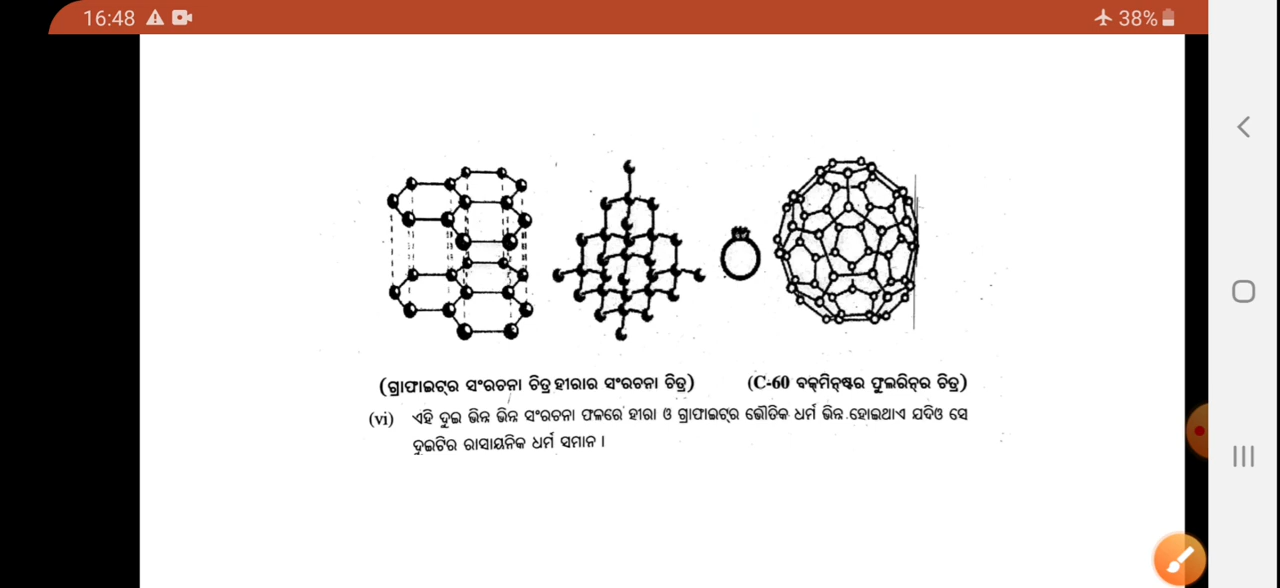 16:48
38%
(ଗ୍ରାଫାଇଟ୍‌ର ସଂରଚନା ଚିତ୍ର ହୀରାର ସଂରଚନା ଚିତ୍ର) (C-60 ବକ୍‌ମିନ୍‌ଷ୍ଟର ଫୁଲରିନ୍‌ର ଚିତ୍ର)
(vi) ଏହି ଦୁଇ ଭିନ୍ନ ଭିନ୍ନ ସଂରଚନା ଫଳରେ ହୀରା ଓ ଗ୍ରାଫାଇଟ୍‌ର ଭୌତିକ ଧର୍ମ ଭିନ୍ନ ହୋଇଥାଏ ଯଦିଓ ସେ
ଦୁଇଟିର ରାସାୟନିକ ଧର୍ମ ସମାନ ।